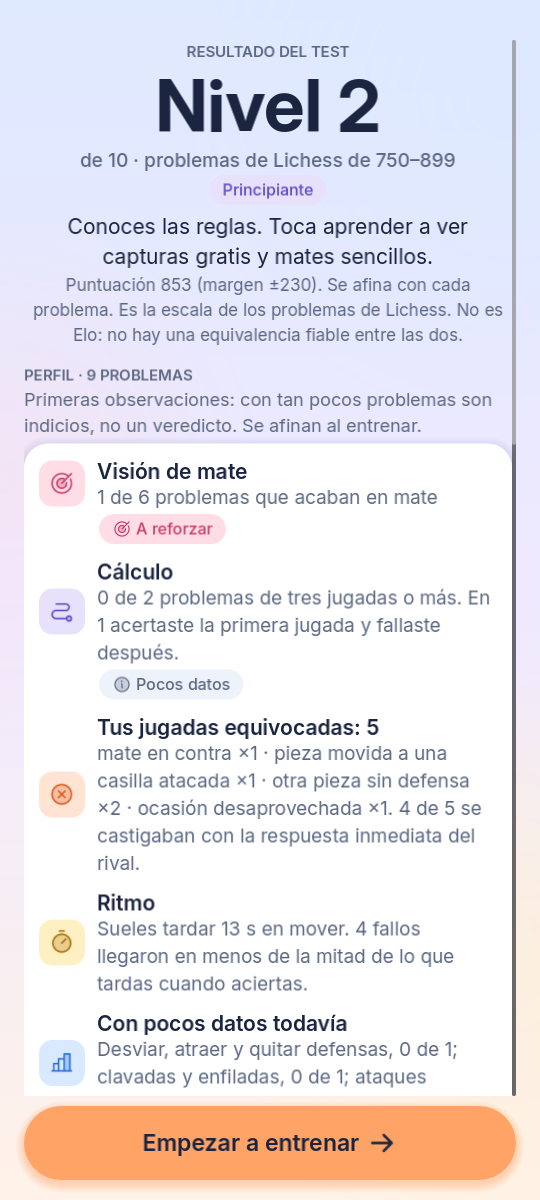 RESULTADO DEL TEST
Nivel 2
de 10 · problemas de Lichess de 750–899
Principiante
Conoces las reglas. Toca aprender a ver
capturas gratis y mates sencillos.
Puntuación 853 (margen ±230). Se afina con cada
problema. Es la escala de los problemas de Lichess. No es
Elo: no hay una equivalencia fiable entre las dos.
PERFIL · 9 PROBLEMAS
Primeras observaciones: con tan pocos problemas son
indicios, no un veredicto. Se afinan al entrenar.
Visión de mate
1 de 6 problemas que acaban en mate
A reforzar
Cálculo
0 de 2 problemas de tres jugadas o más. En
1 acertaste la primera jugada y fallaste
después.
Pocos datos
Tus jugadas equivocadas: 5
mate en contra ×1 · pieza movida a una
casilla atacada ×1 · otra pieza sin defensa
×2 · ocasión desaprovechada ×1. 4 de 5 se
castigaban con la respuesta inmediata del
rival.
Ritmo
Sueles tardar 13 s en mover. 4 fallos
llegaron en menos de la mitad de lo que
tardas cuando aciertas.
Con pocos datos todavía
Desviar, atraer y quitar defensas, 0 de 1;
clavadas y enfiladas, 0 de 1; ataques
Empezar a entrenar →